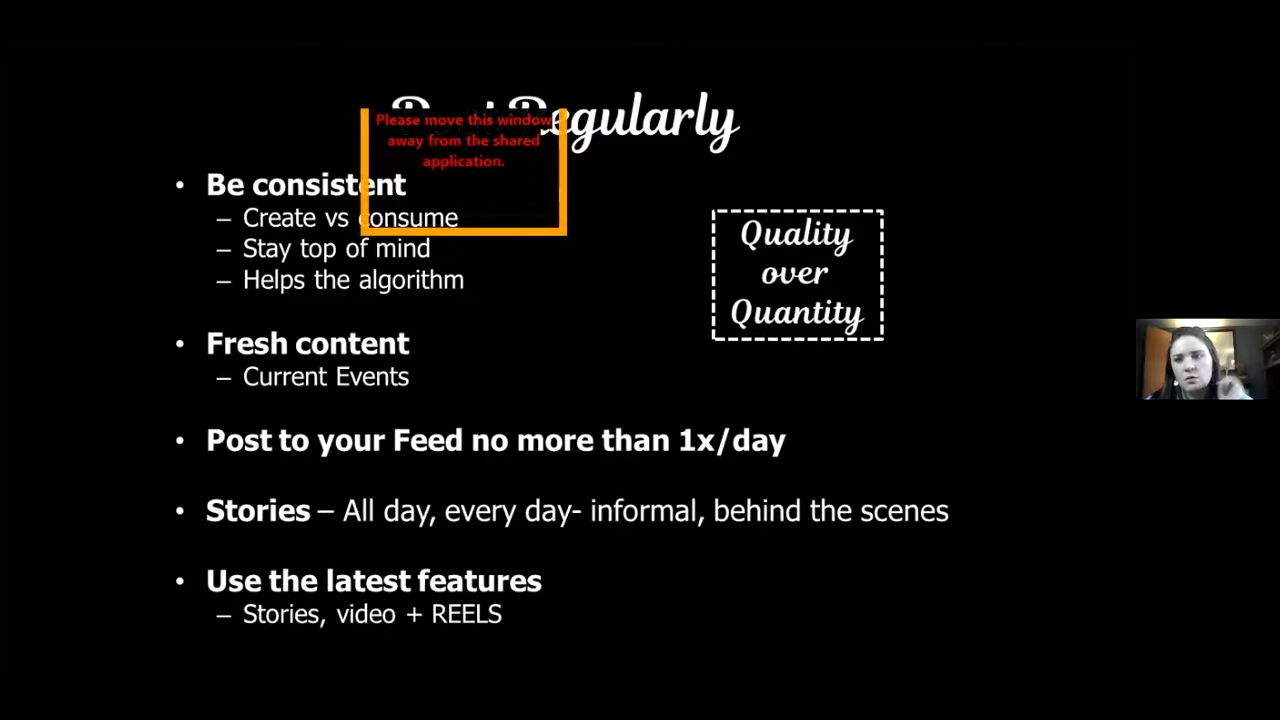 Post Regularly
Please move this window
away from the shared
application.
• Be consistent
– Create vs consume
– Stay top of mind
– Helps the algorithm
Quality
over
Quantity
• Fresh content
– Current Events
• Post to your Feed no more than 1x/day
• Stories – All day, every day- informal, behind the scenes
• Use the latest features
– Stories, video + REELS